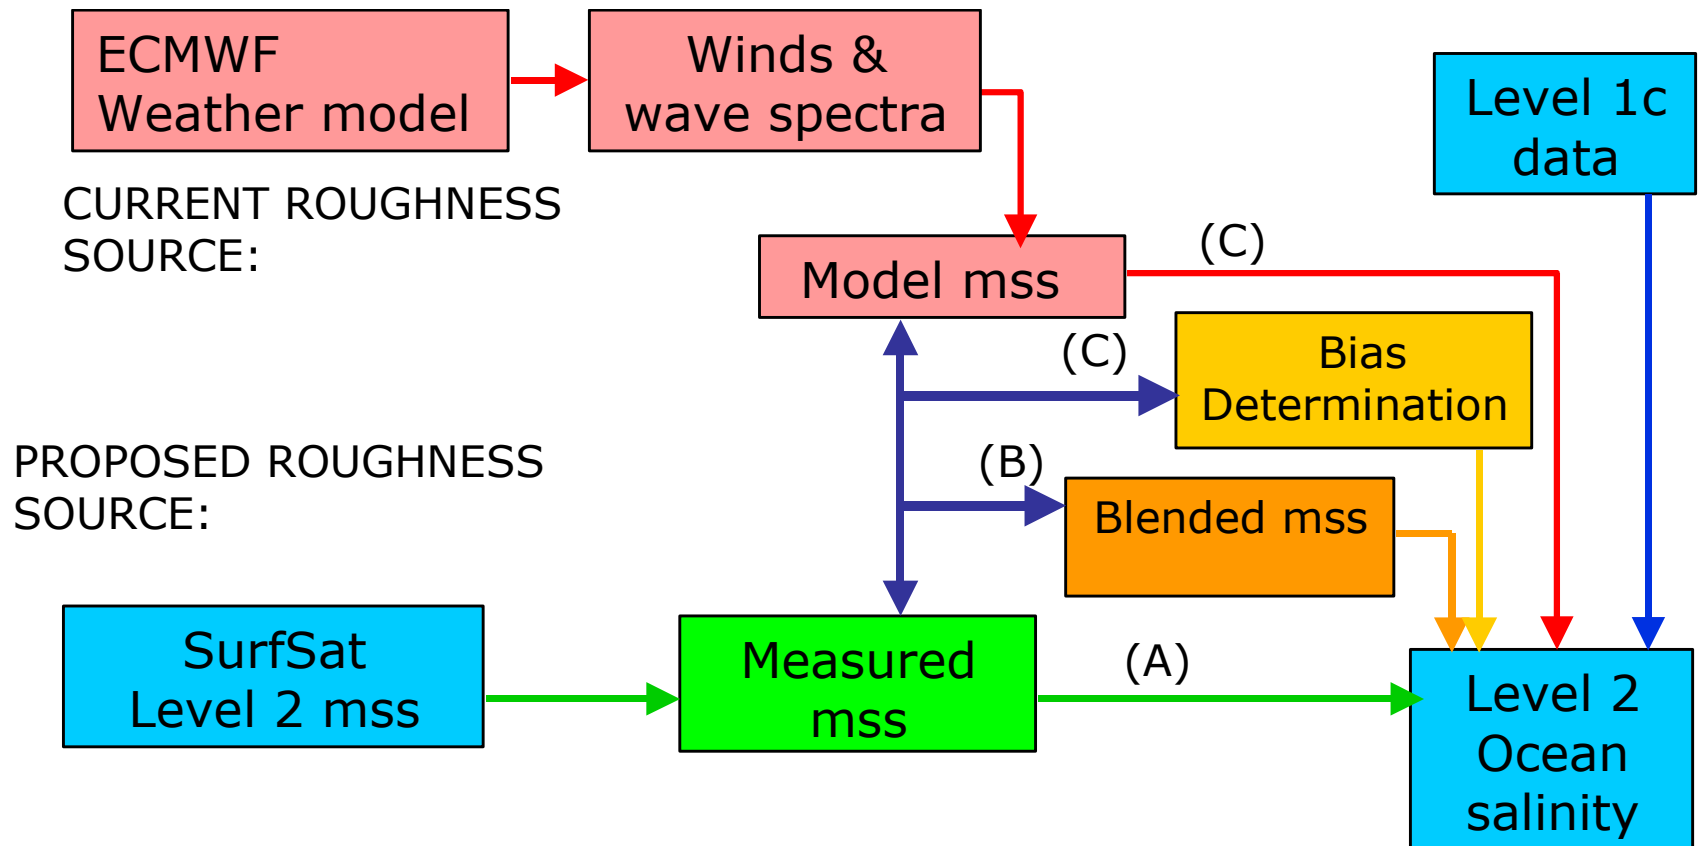 ECMWF
Weather model
Winds &
wave spectra
Level 1c
data
CURRENT ROUGHNESS
SOURCE:
Model mss
(C)
(C)
Bias
Determination
PROPOSED ROUGHNESS
SOURCE:
(B)
Blended mss
SurfSat
Level 2 mss
Measured
mss
(A)
Level 2
Ocean
salinity